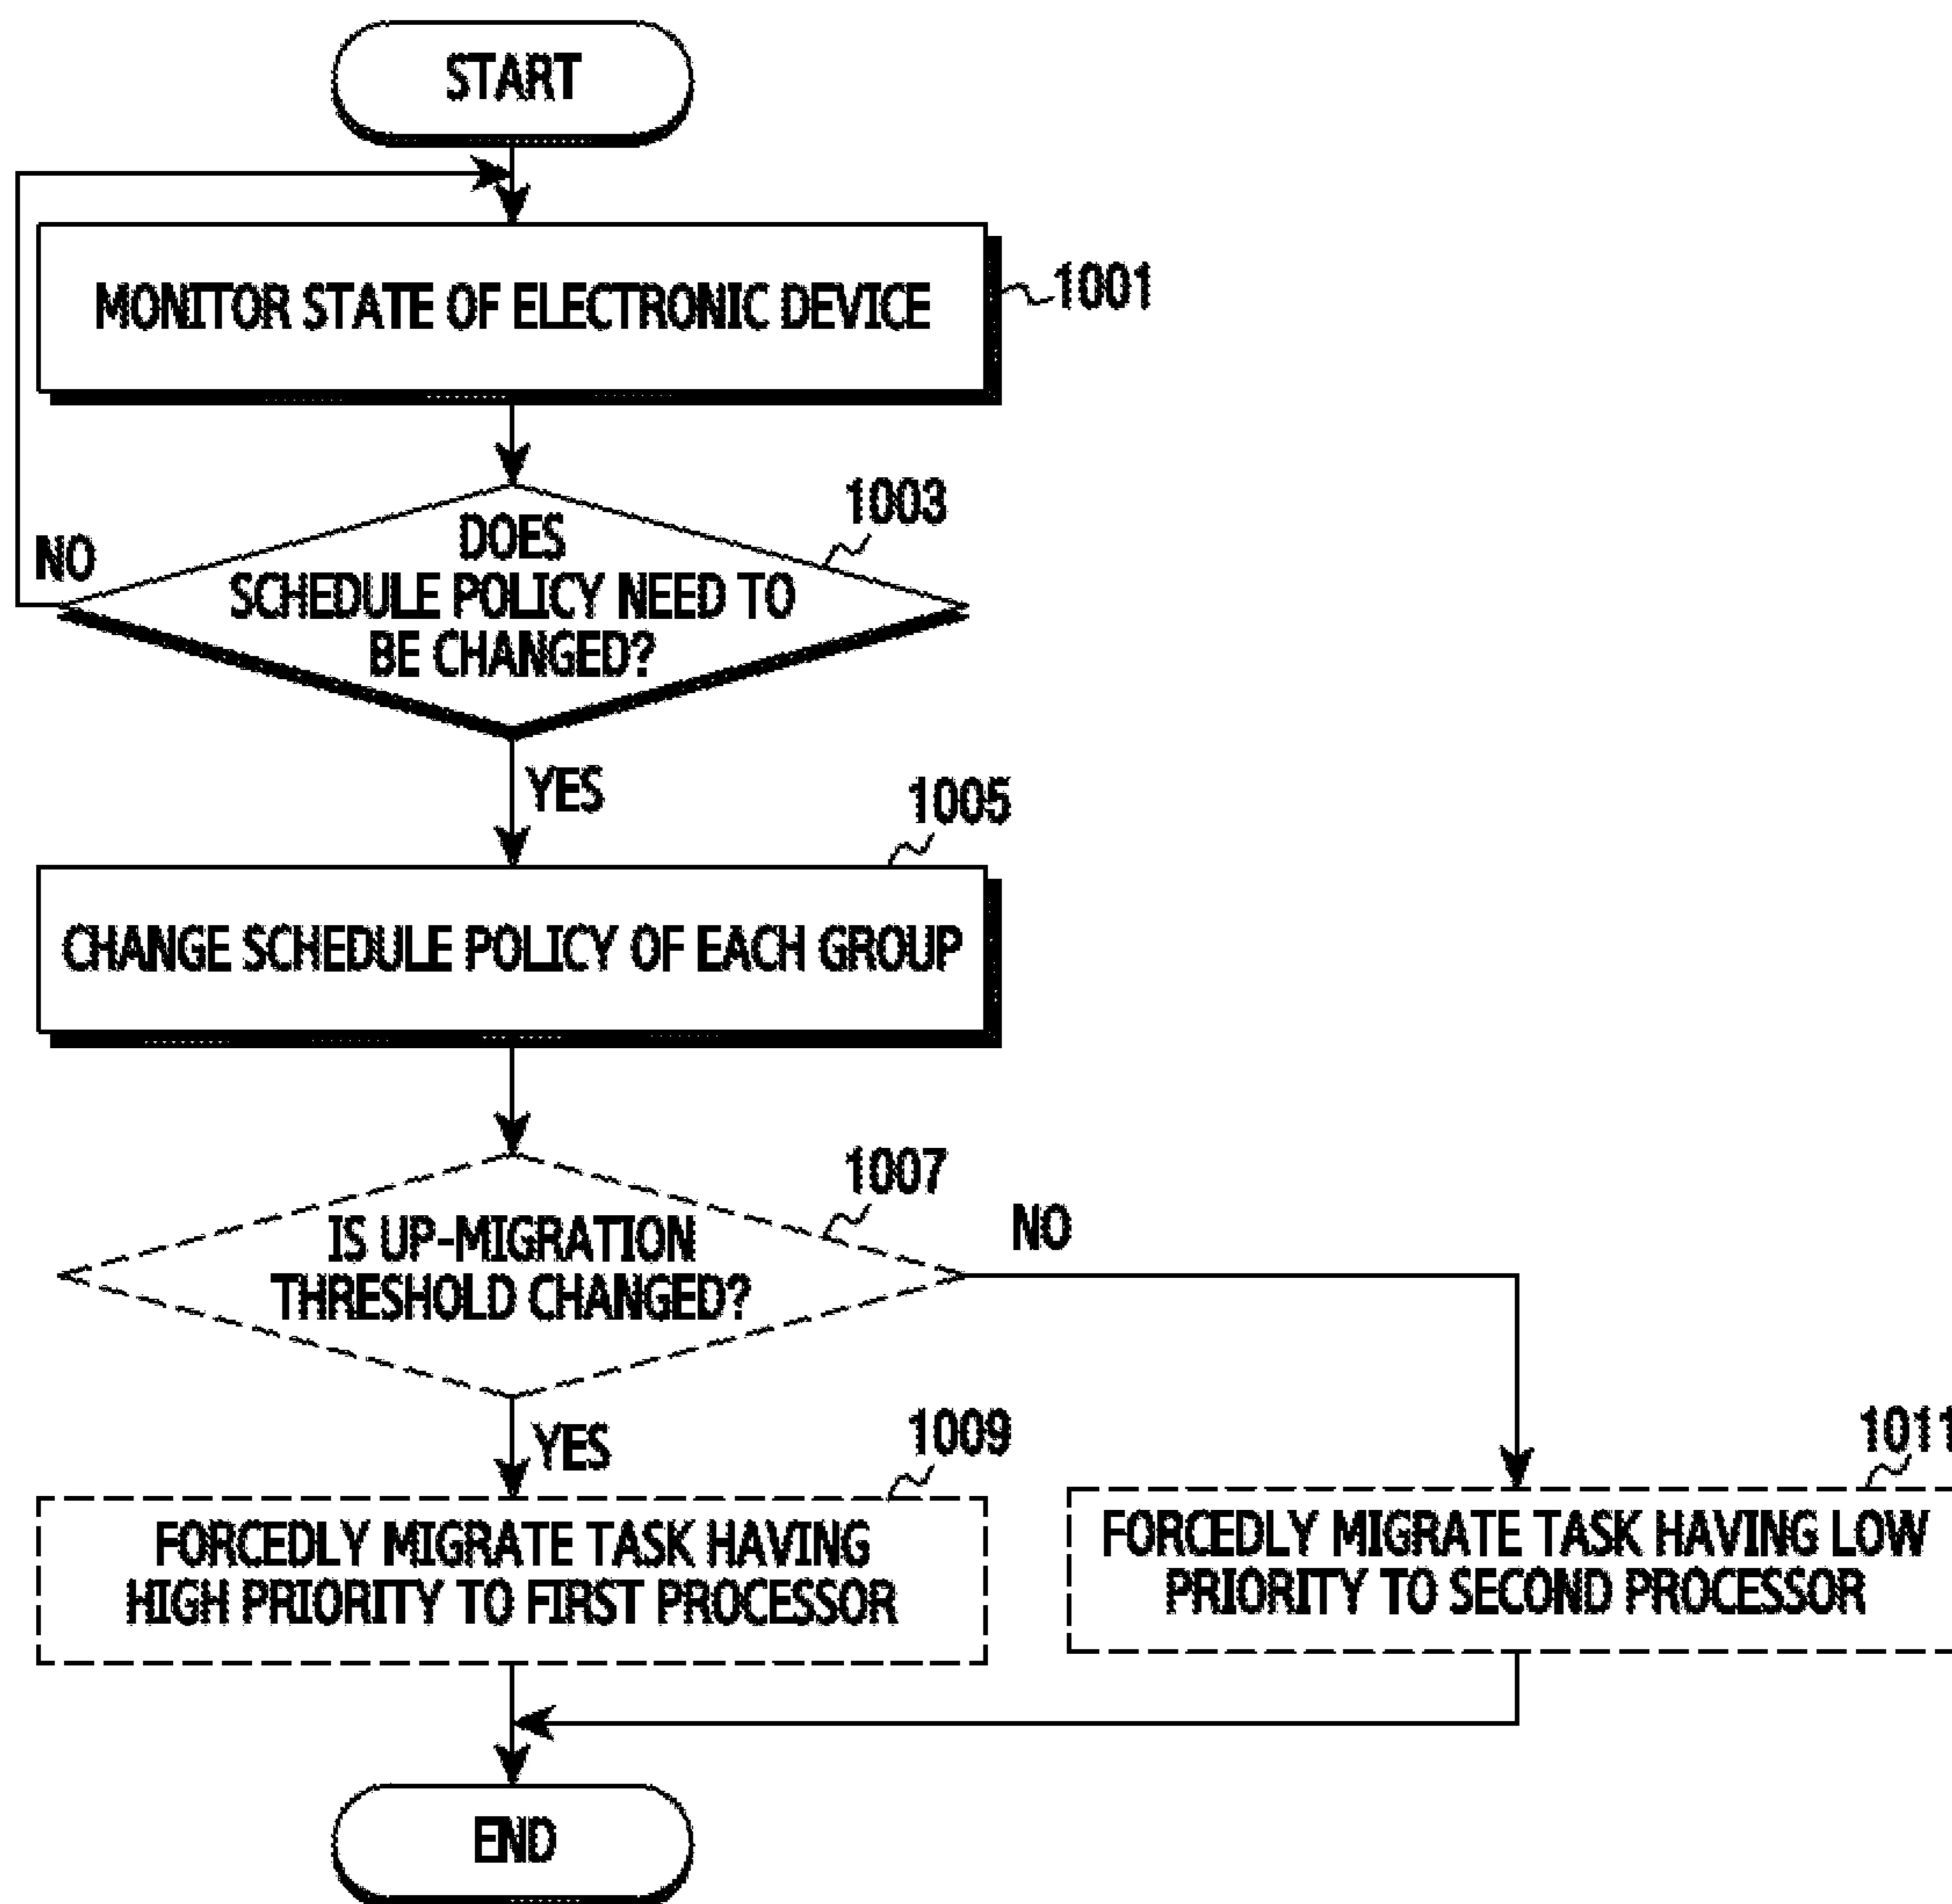 START
MONITOR STATE OF ELECTRONIC DEVICE
1001
1003
DOES
SCHEDULE POLICY NEED TO
BE CHANGED?
NO
YES
1005
CHANGE SCHEDULE POLICY OF EACH GROUP
1007
IS UP-MIGRATION
THRESHOLD CHANGED?
NO
YES
1009
FORCEDLY MIGRATE TASK HAVING
HIGH PRIORITY TO FIRST PROCESSOR
1011
FORCEDLY MIGRATE TASK HAVING LOW
PRIORITY TO SECOND PROCESSOR
END